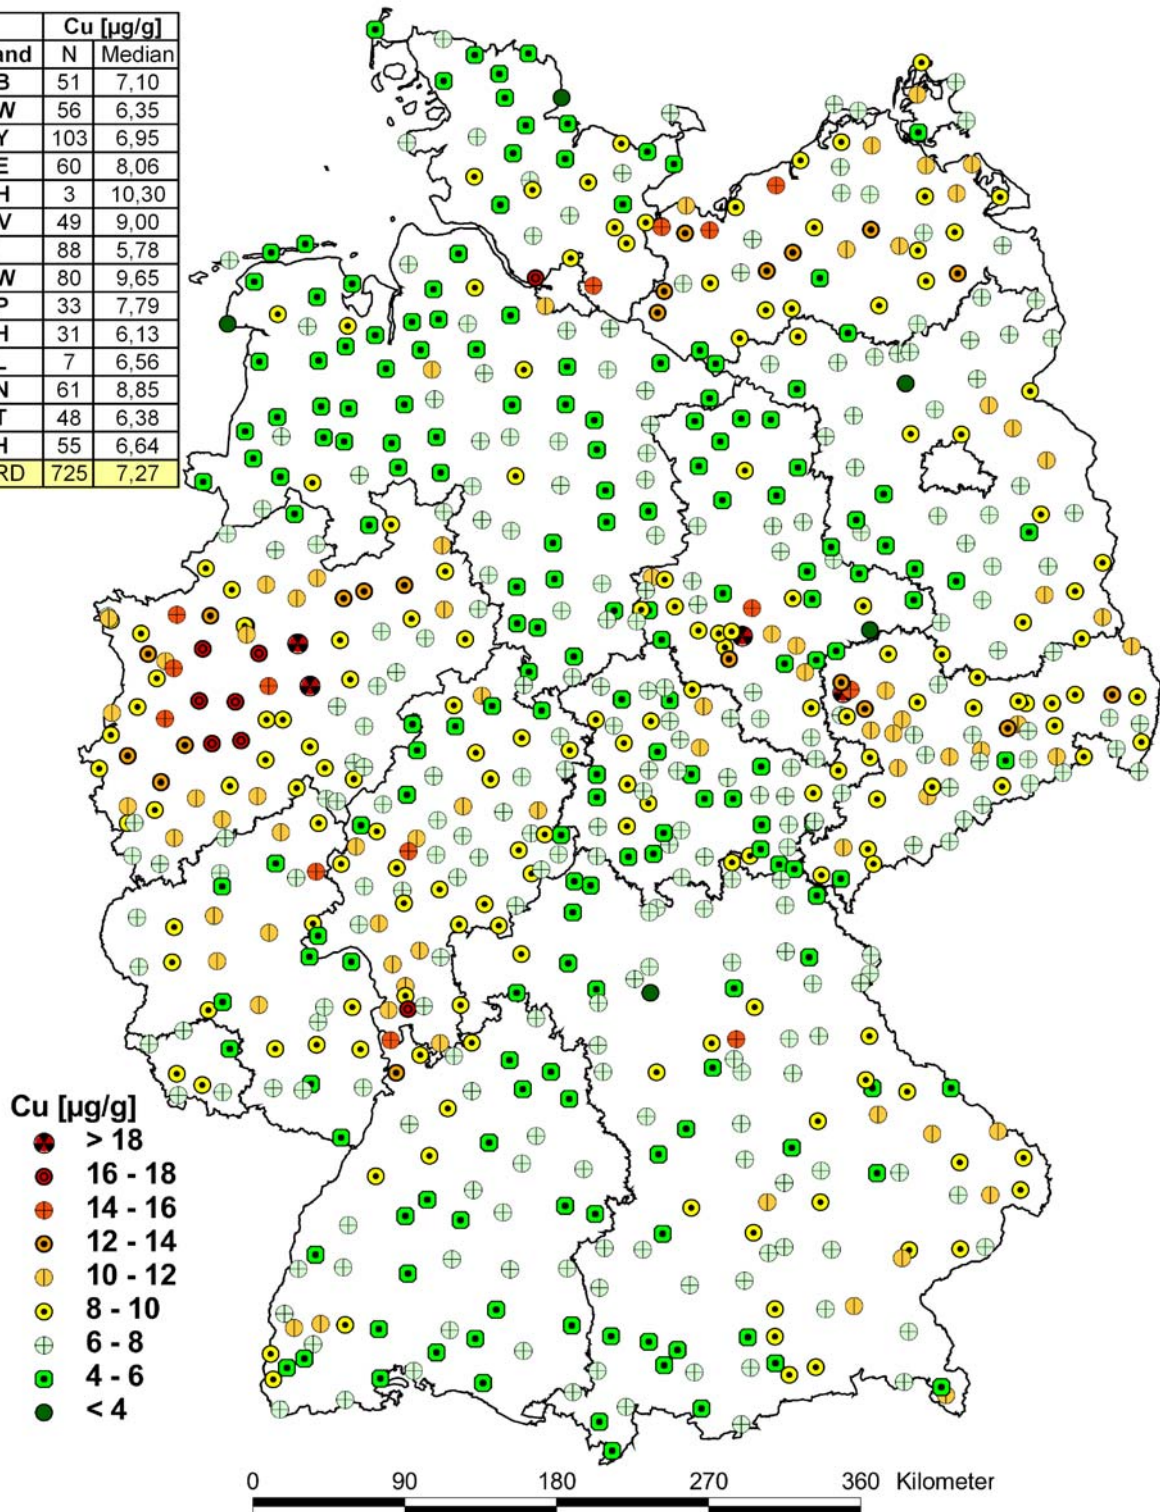 Cu [µg/g]
and N Median
B 51 7,10
W 56 6,35
Y 103 6,95
E 60 8,06
H 3 10,30
V 49 9,00
88 5,78
W 80 9,65
P 33 7,79
H 31 6,13
L 7 6,56
N 61 8,85
T 48 6,38
H 55 6,64
RD 725 7,27
Cu [µg/g]
> 18
16 - 18
14 - 16
12 - 14
10 - 12
8 - 10
6 - 8
4 - 6
< 4
0 90 180 270 360 Kilometer